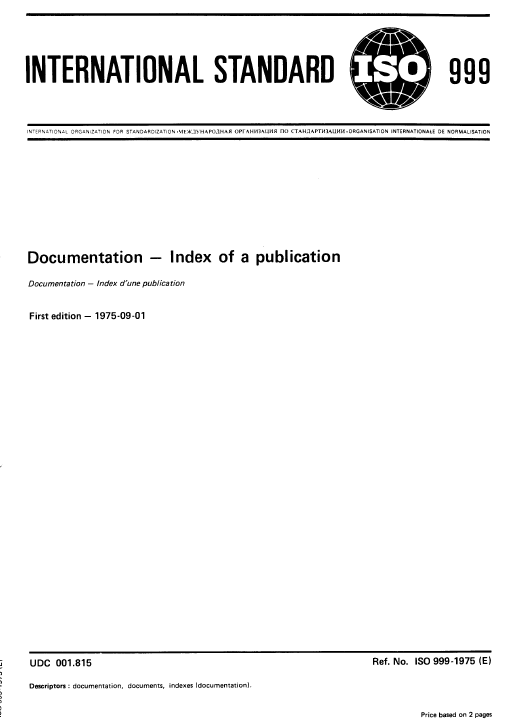 INTERNATIONAL STANDARD ISO 999
INTERNATIONAL ORGANIZATION FOR STANDARDIZATION•МЕЖДУНАРОДНАЯ ОРГАНИЗАЦИЯ ПО СТАНДАРТИЗАЦИИ•ORGANISATION INTERNATIONALE DE NORMALISATION
Documentation — Index of a publication
Documentation — Index d'une publication
First edition — 1975-09-01
UDC 001.815
Ref. No. ISO 999-1975 (E)
Descriptors : documentation, documents, indexes (documentation).
Price based on 2 pages